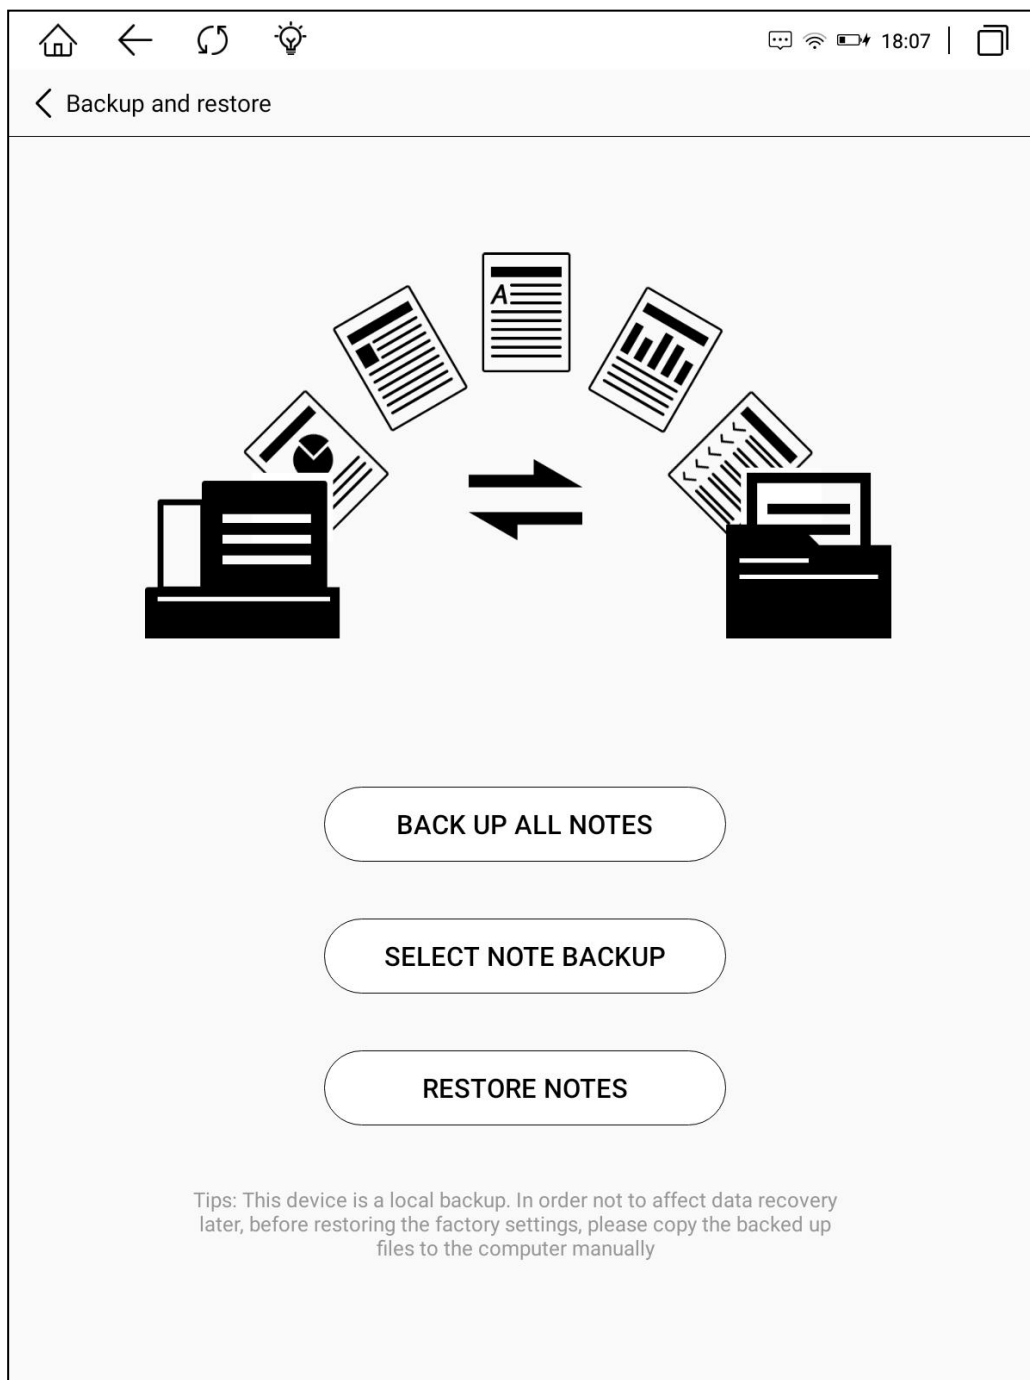 18:07
Backup and restore
A
BACK UP ALL NOTES
SELECT NOTE BACKUP
RESTORE NOTES
Tips: This device is a local backup. In order not to affect data recovery
later, before restoring the factory settings, please copy the backed up
files to the computer manually